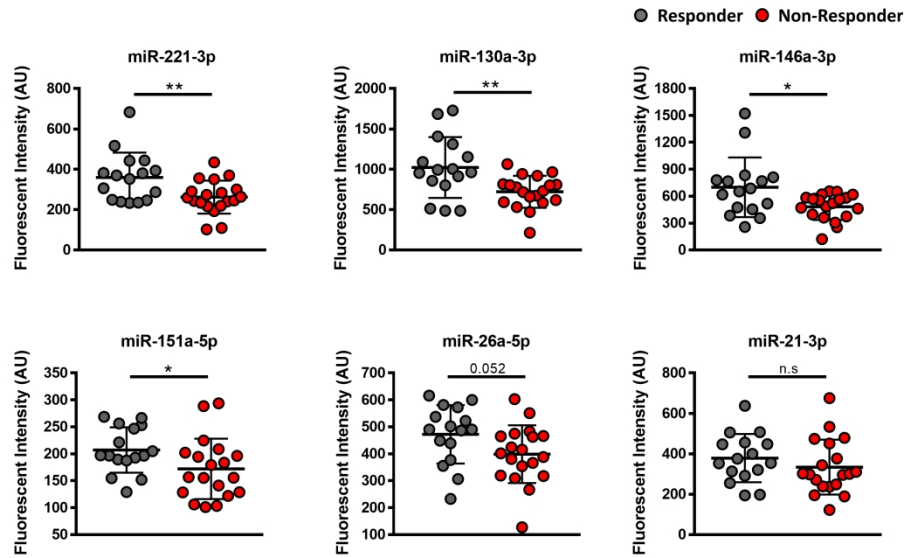 Responder Non-Responder
miR-221-3p
Fluorescent Intensity (AU)
800
600
400
200
0
**
miR-130a-3p
Fluorescent Intensity (AU)
2000
1500
1000
500
0
**
miR-146a-3p
Fluorescent Intensity (AU)
1800
1500
1200
900
600
300
0
*
miR-151a-5p
Fluorescent Intensity (AU)
350
300
250
200
150
100
50
*
miR-26a-5p
Fluorescent Intensity (AU)
700
600
500
400
300
200
100
0.052
miR-21-3p
Fluorescent Intensity (AU)
800
600
400
200
0
n.s